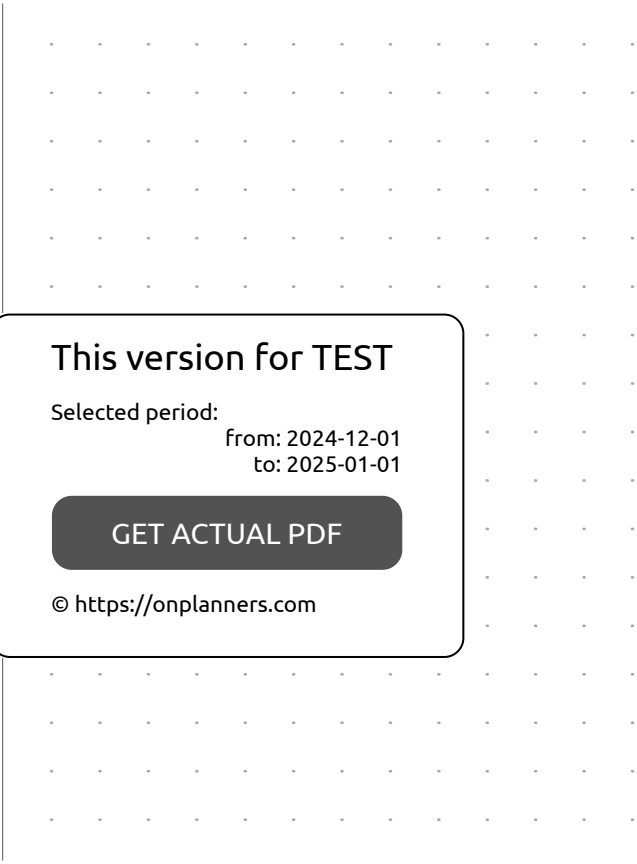 This version for TEST
Selected period:
from: 2024-12-01
to: 2025-01-01
GET ACTUAL PDF
© https://onplanners.com